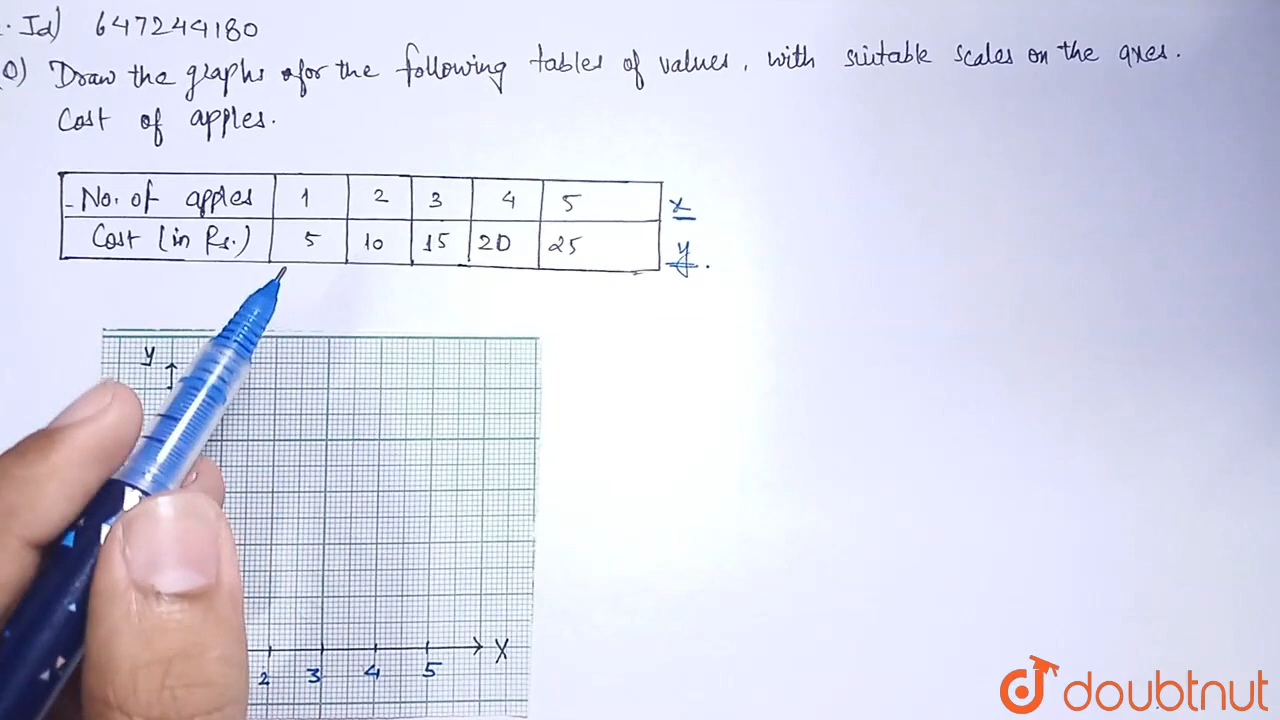 . Id) 647244180
Q) Draw the graphs for the following tables of values, with suitable scales on the axes.
Cost of apples.
No. of apples 1 2 3 4 5 x
Cost (in Rs.) 5 10 15 20 25 y.
y
X
2 3 4 5
doubtnut